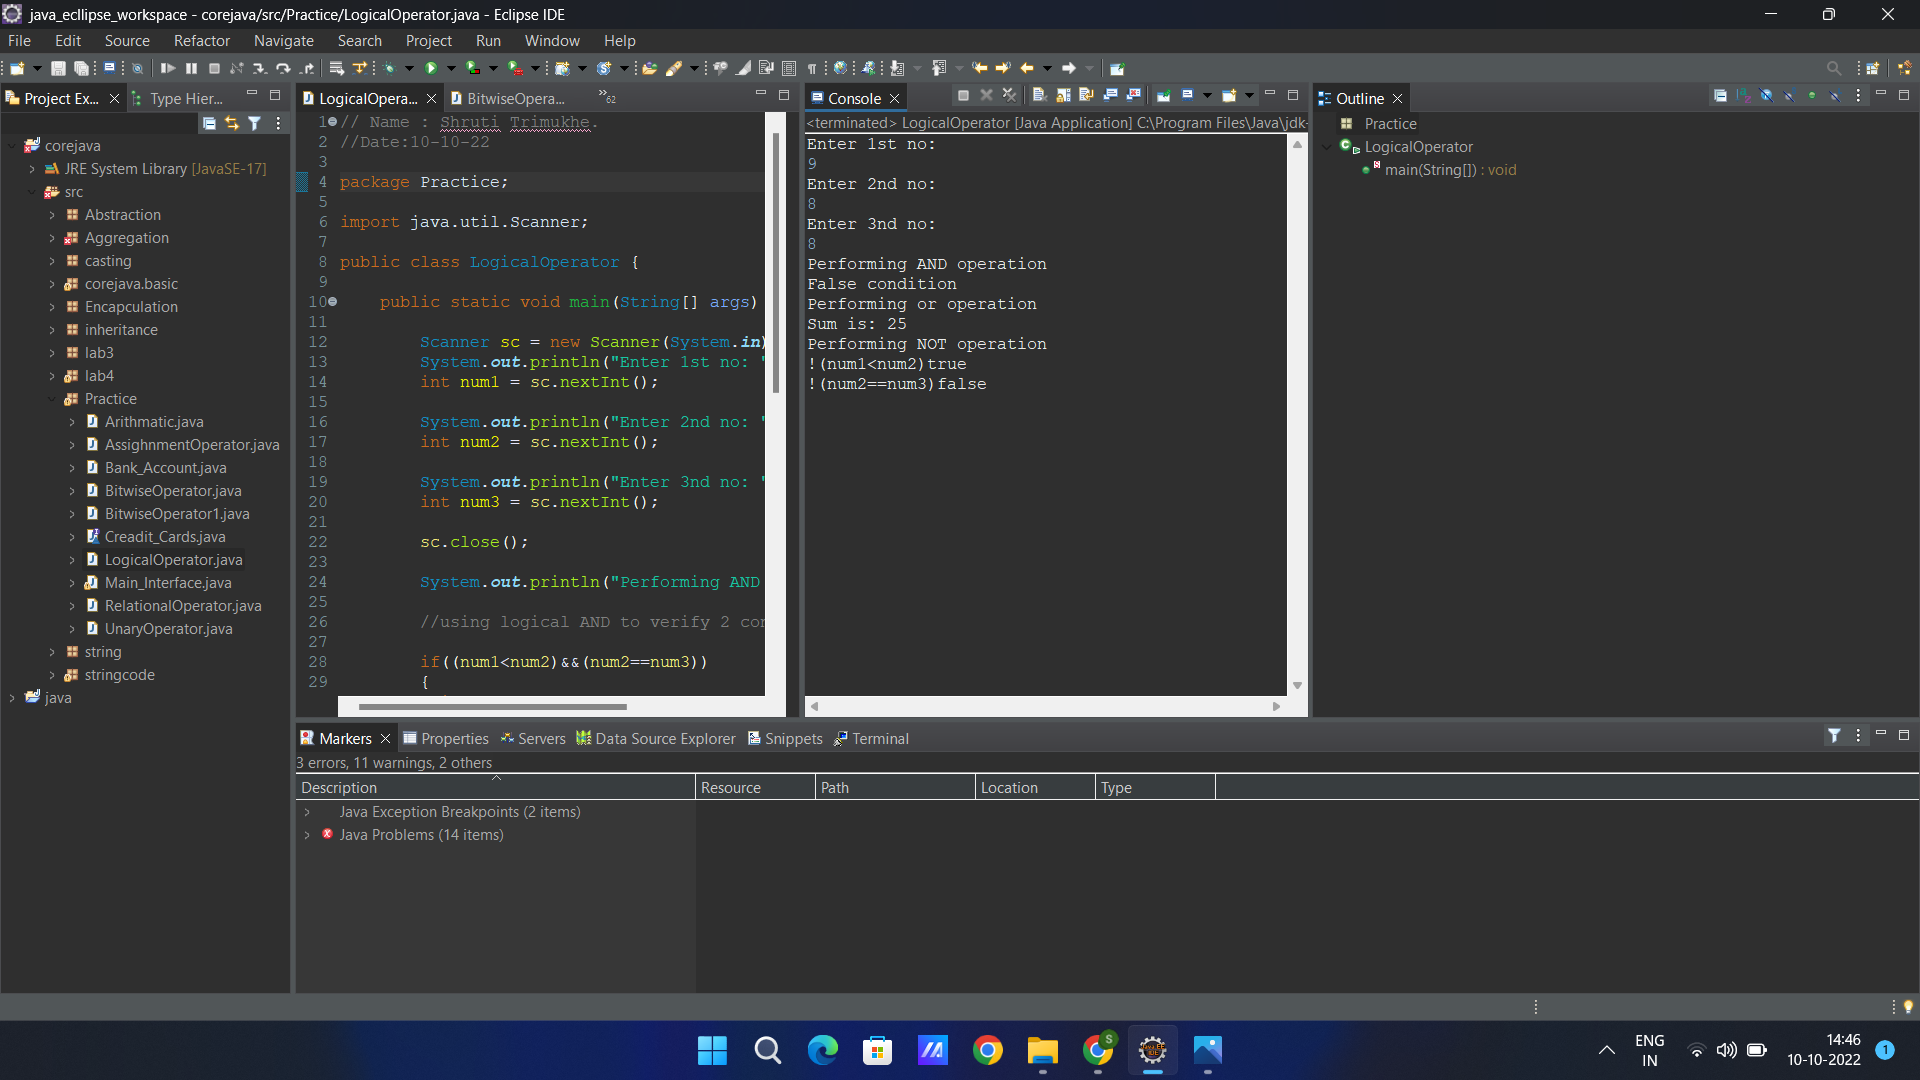 java_ecllipse_workspace - corejava/src/Practice/LogicalOperator.java - Eclipse IDE
File Edit Source Refactor Navigate Search Project Run Window Help
Project Ex... Type Hier...
corejava
JRE System Library [JavaSE-17]
src
Abstraction
Aggregation
casting
corejava.basic
Encapculation
inheritance
lab3
lab4
Practice
Arithmatic.java
AssighnmentOperator.java
Bank_Account.java
BitwiseOperator.java
BitwiseOperator1.java
Creadit_Cards.java
LogicalOperator.java
Main_Interface.java
RelationalOperator.java
UnaryOperator.java
string
stringcode
java
LogicalOpera... BitwiseOpera... »62
1 // Name : Shruti Trimukhe.
2 //Date:10-10-22
3
4 package Practice;
5
6 import java.util.Scanner;
7
8 public class LogicalOperator {
9
10 public static void main(String[] args)
11
12 Scanner sc = new Scanner(System.in)
13 System.out.println("Enter 1st no: "
14 int num1 = sc.nextInt();
15
16 System.out.println("Enter 2nd no: "
17 int num2 = sc.nextInt();
18
19 System.out.println("Enter 3nd no: "
20 int num3 = sc.nextInt();
21
22 sc.close();
23
24 System.out.println("Performing AND
25
26 //using logical AND to verify 2 con
27
28 if((num1<num2)&&(num2==num3))
29 {
Console
<terminated> LogicalOperator [Java Application] C:\Program Files\Java\jdk-
Enter 1st no:
9
Enter 2nd no:
8
Enter 3nd no:
8
Performing AND operation
False condition
Performing or operation
Sum is: 25
Performing NOT operation
!(num1<num2)true
!(num2==num3)false
Outline
Practice
LogicalOperator
main(String[]) : void
Markers Properties Servers Data Source Explorer Snippets Terminal
3 errors, 11 warnings, 2 others
Description Resource Path Location Type
Java Exception Breakpoints (2 items)
Java Problems (14 items)
ENG
IN
14:46
10-10-2022
1